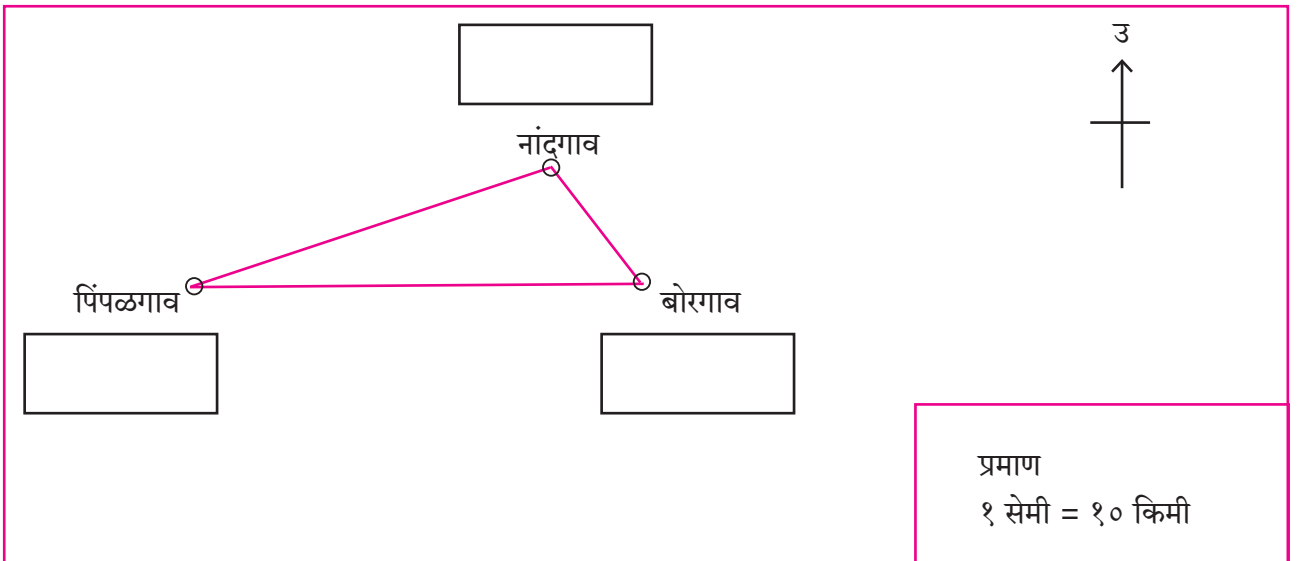 उ
नांदगाव
पिंपळगाव
बोरगाव
प्रमाण
१ सेमी = १० किमी